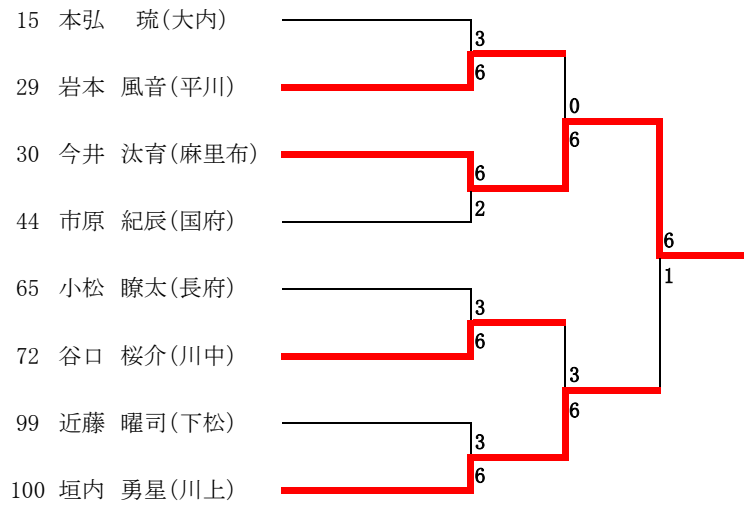 15 本弘 琉(大内)
3
6
29 岩本 風音(平川)
0
6
30 今井 汰育(麻里布)
6
2
44 市原 紀辰(国府)
6
1
65 小松 瞭太(長府)
3
6
72 谷口 桜介(川中)
3
6
99 近藤 曜司(下松)
3
6
100 垣内 勇星(川上)